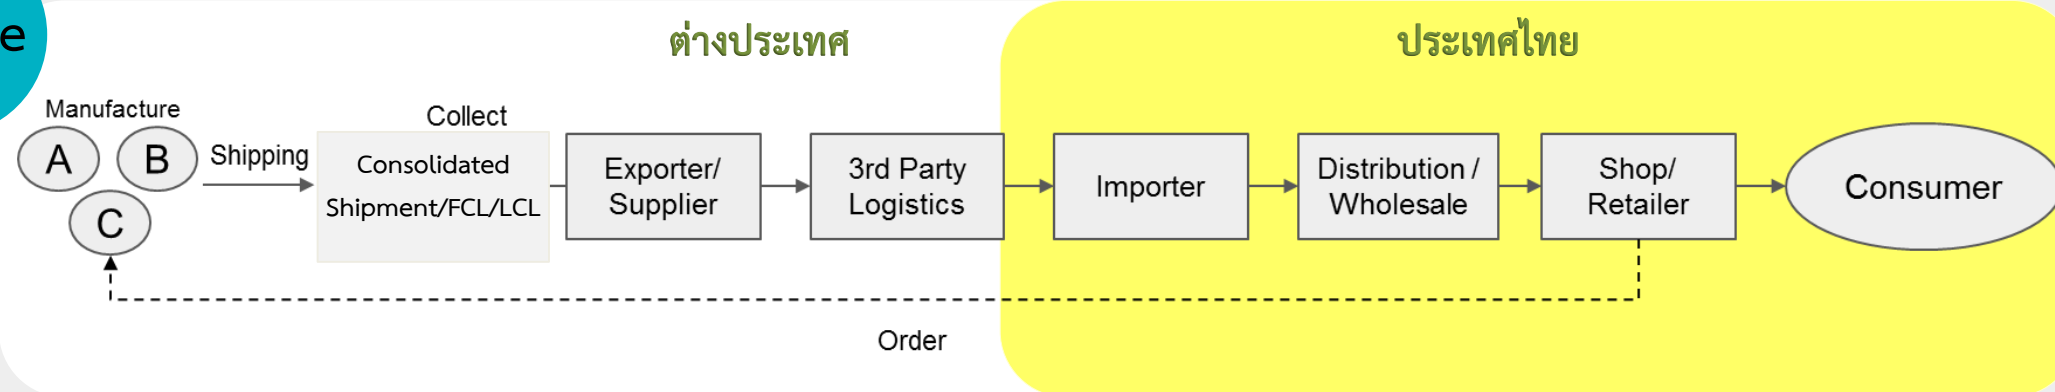 e
ต่างประเทศ
ประเทศไทย
Manufacture
A
B
C
Shipping
Collect
Consolidated
Shipment/FCL/LCL
Exporter/
Supplier
3rd Party
Logistics
Importer
Distribution /
Wholesale
Shop/
Retailer
Consumer
Order